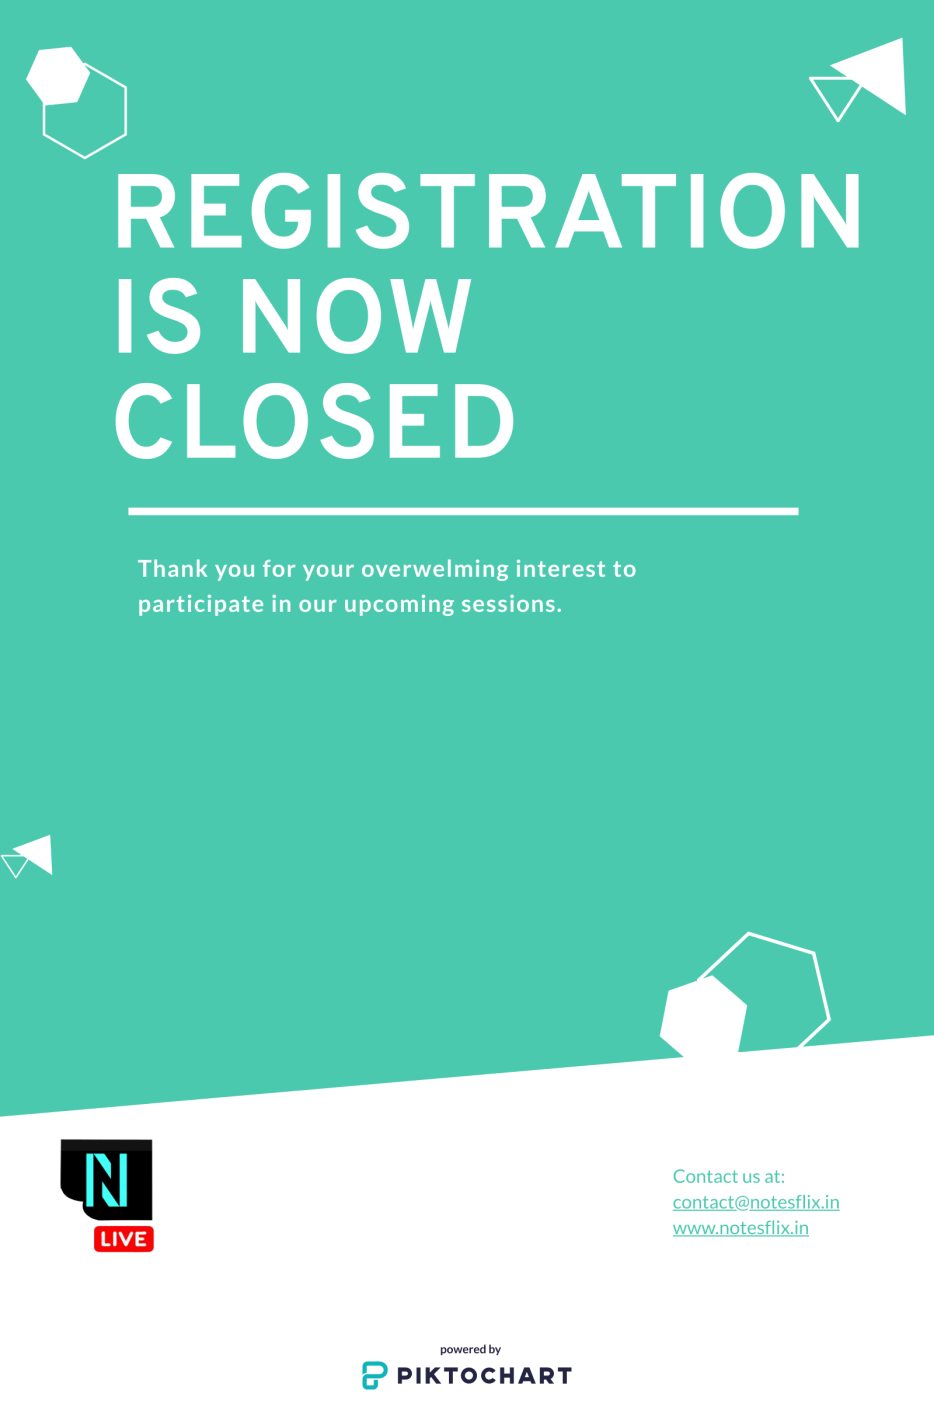 REGISTRATION
IS NOW
CLOSED
Thank you for your overwelming interest to
participate in our upcoming sessions.
N
LIVE
Contact us at:
contact@notesflix.in
www.notesflix.in
powered by
PIKTOCHART